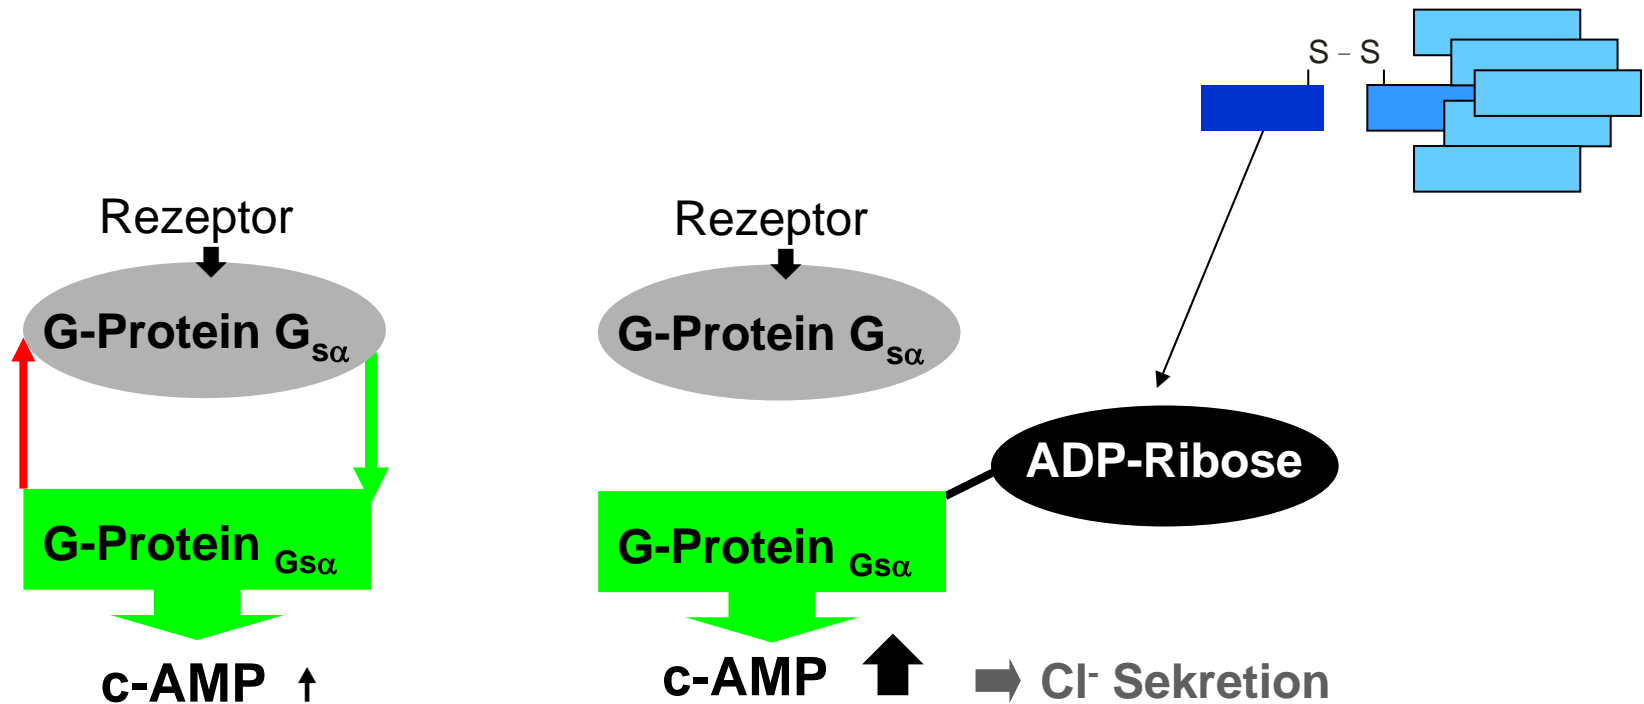 S – S
Rezeptor
G-Protein Gsα
G-Protein Gsα
c-AMP
Rezeptor
G-Protein Gsα
ADP-Ribose
G-Protein Gsα
c-AMP
Cl- Sekretion